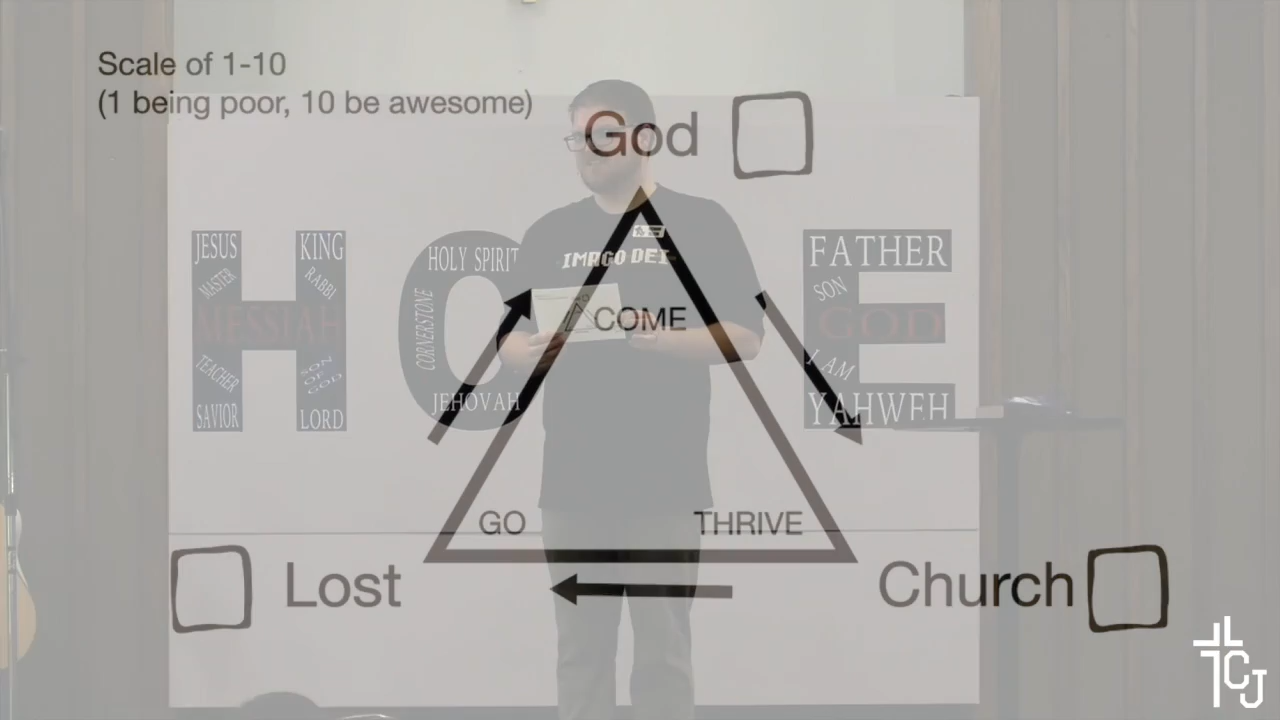 Scale of 1-10
(1 being poor, 10 be awesome)
God
JESUS
MASTER
KING
RABBI
MESSIAH
TEACHER
SON
OF
GOD
SAVIOR
LORD
HOLY SPIRIT
CORNERSTONE
JEHOVAH
IMAGO DEI
COME
FATHER
SON
GOD
I AM
YAHWEH
GO
THRIVE
Lost
Church
CJ